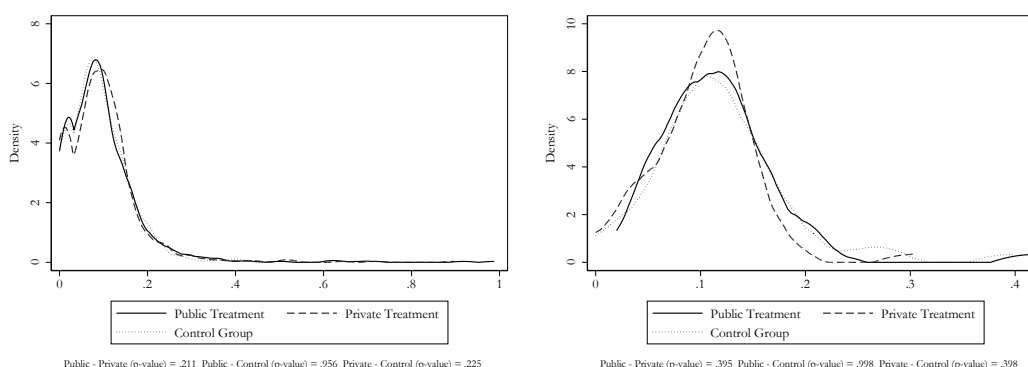 8
6
4
2
0
Density
0 .2 .4 .6 .8 1
Public Treatment Private Treatment
Control Group
Public - Private (p-value) = .211 Public - Control (p-value) = .956 Private - Control (p-value) = .225
10
8
6
4
2
0
Density
0 .1 .2 .3 .4
Public Treatment Private Treatment
Control Group
Public - Private (p-value) = .395 Public - Control (p-value) = .998 Private - Control (p-value) = .398